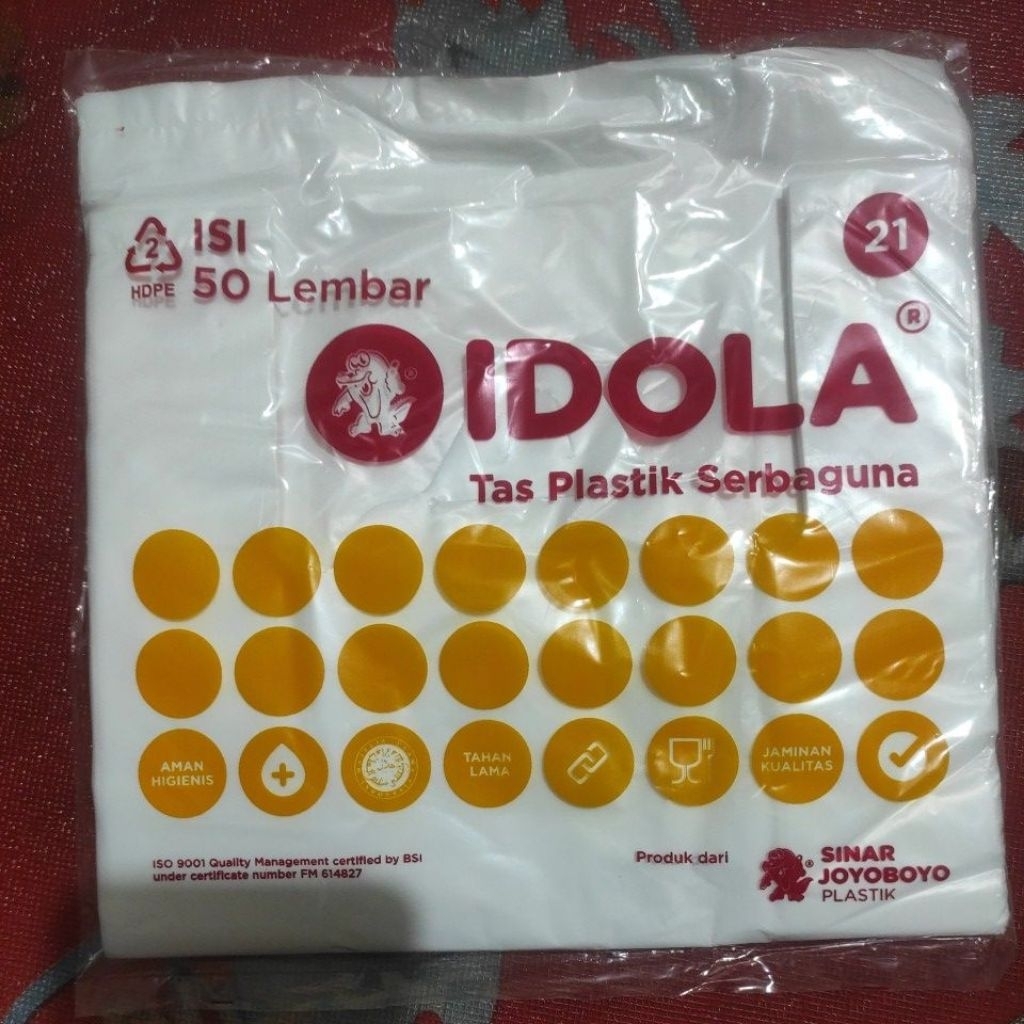 2
HDPE
ISI
50 Lembar
21
IDOLA®
Tas Plastik Serbaguna
AMAN
HIGIENIS
TAHAN
LAMA
JAMINAN
KUALITAS
ISO 9001 Quality Management certified by BSI
under certificate number FM 614827
Produk dari
SINAR
JOYOBOYO
PLASTIK